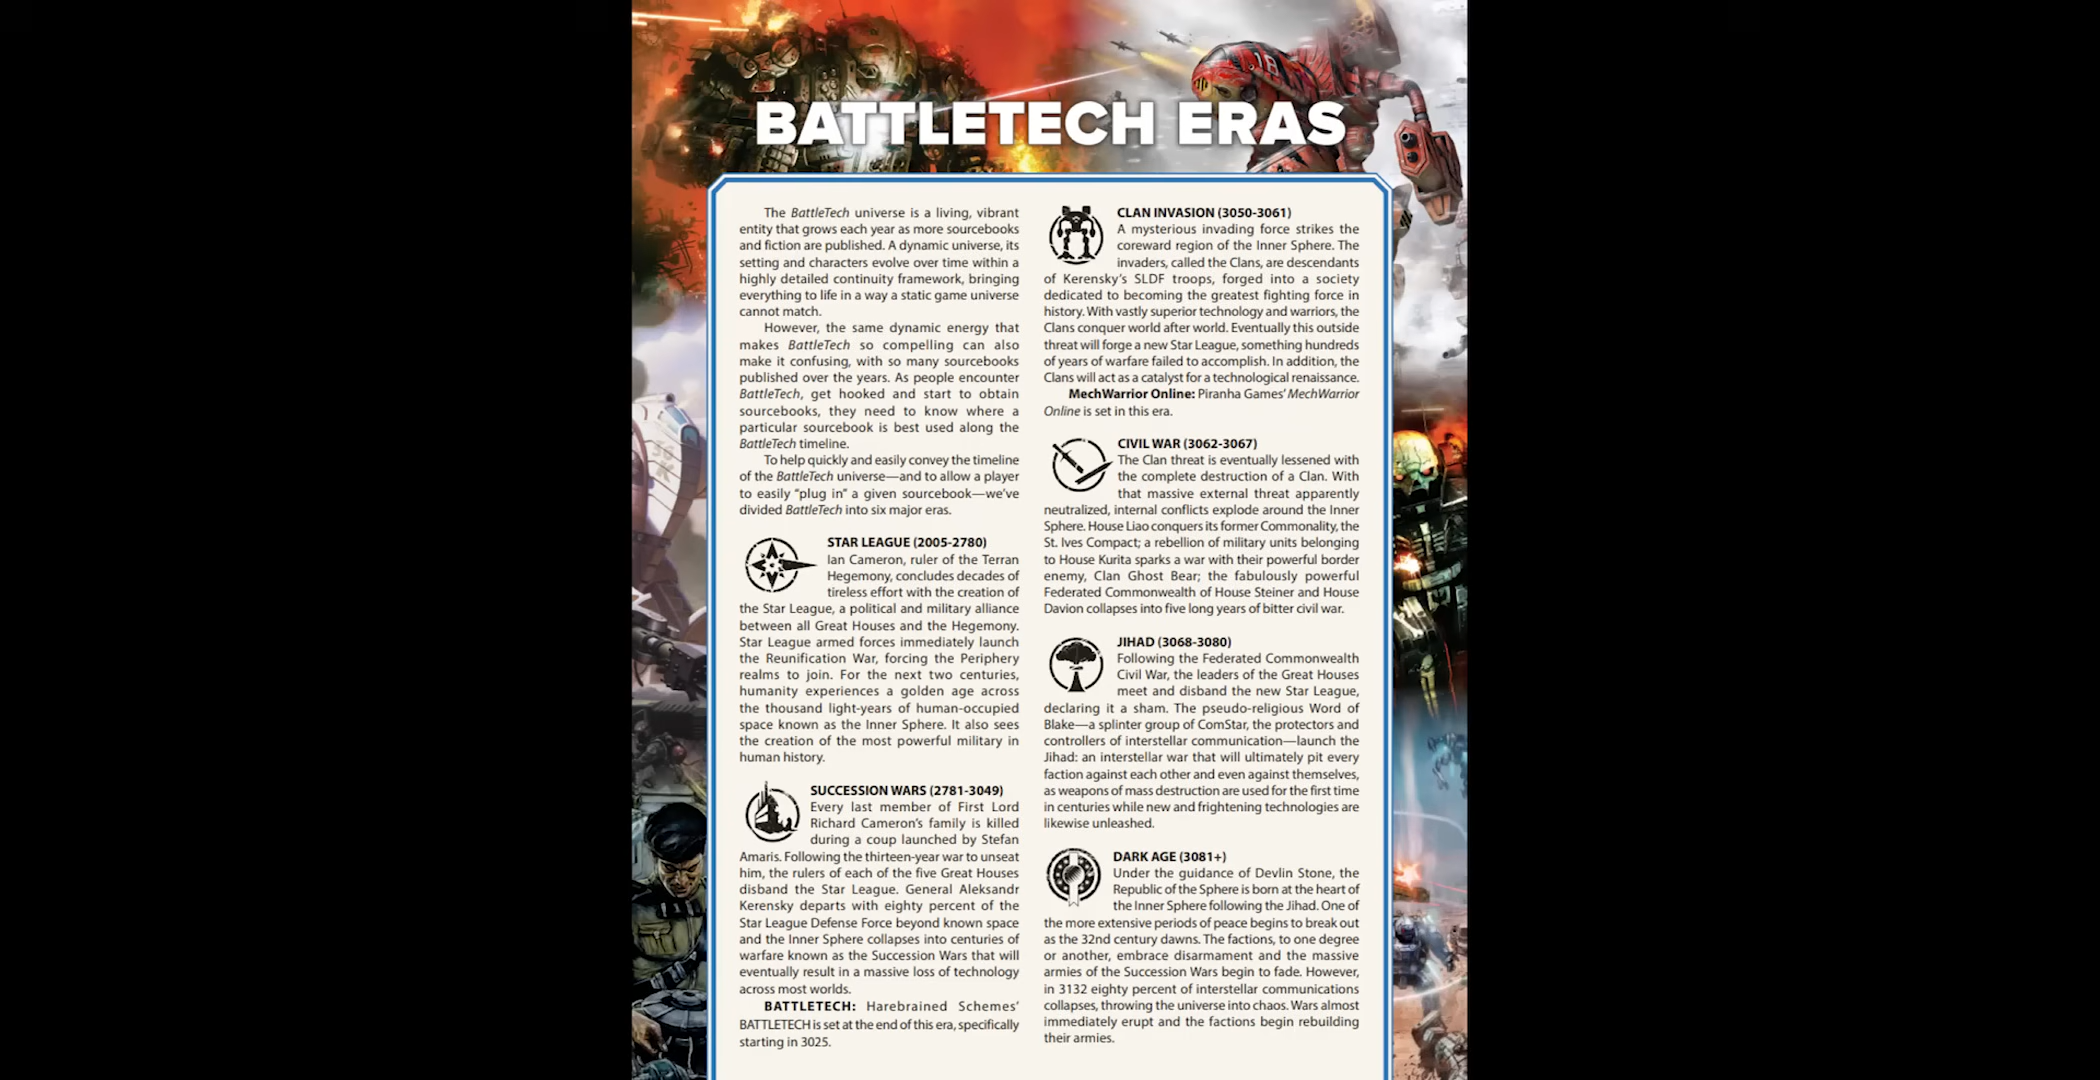 BATTLETECH ERAS
The BattleTech universe is a living, vibrant
entity that grows each year as more sourcebooks
and fiction are published. A dynamic universe, its
setting and characters evolve over time within a
highly detailed continuity framework, bringing
everything to life in a way a static game universe
cannot match.
However, the same dynamic energy that
makes BattleTech so compelling can also
make it confusing, with so many sourcebooks
published over the years. As people encounter
BattleTech, get hooked and start to obtain
sourcebooks, they need to know where a
particular sourcebook is best used along the
BattleTech timeline.
To help quickly and easily convey the timeline
of the BattleTech universe—and to allow a player
to easily "plug in" a given sourcebook—we've
divided BattleTech into six major eras.
STAR LEAGUE (2005-2780)
Ian Cameron, ruler of the Terran
Hegemony, concludes decades of
tireless effort with the creation of
the Star League, a political and military alliance
between all Great Houses and the Hegemony.
Star League armed forces immediately launch
the Reunification War, forcing the Periphery
realms to join. For the next two centuries,
humanity experiences a golden age across
the thousand light-years of human-occupied
space known as the Inner Sphere. It also sees
the creation of the most powerful military in
human history.
SUCCESSION WARS (2781-3049)
Every last member of First Lord
Richard Cameron's family is killed
during a coup launched by Stefan
Amaris. Following the thirteen-year war to unseat
him, the rulers of each of the five Great Houses
disband the Star League. General Aleksandr
Kerensky departs with eighty percent of the
Star League Defense Force beyond known space
and the Inner Sphere collapses into centuries of
warfare known as the Succession Wars that will
eventually result in a massive loss of technology
across most worlds.
BATTLETECH: Harebrained Schemes'
BATTLETECH is set at the end of this era, specifically
starting in 3025.
CLAN INVASION (3050-3061)
A mysterious invading force strikes the
coreward region of the Inner Sphere. The
invaders, called the Clans, are descendants
of Kerensky's SLDF troops, forged into a society
dedicated to becoming the greatest fighting force in
history. With vastly superior technology and warriors, the
Clans conquer world after world. Eventually this outside
threat will forge a new Star League, something hundreds
of years of warfare failed to accomplish. In addition, the
Clans will act as a catalyst for a technological renaissance.
MechWarrior Online: Piranha Games' MechWarrior
Online is set in this era.
CIVIL WAR (3062-3067)
The Clan threat is eventually lessened with
the complete destruction of a Clan. With
that massive external threat apparently
neutralized, internal conflicts explode around the Inner
Sphere. House Liao conquers its former Commonality, the
St. Ives Compact; a rebellion of military units belonging
to House Kurita sparks a war with their powerful border
enemy, Clan Ghost Bear; the fabulously powerful
Federated Commonwealth of House Steiner and House
Davion collapses into five long years of bitter civil war.
JIHAD (3068-3080)
Following the Federated Commonwealth
Civil War, the leaders of the Great Houses
meet and disband the new Star League,
declaring it a sham. The pseudo-religious Word of
Blake—a splinter group of ComStar, the protectors and
controllers of interstellar communication—launch the
Jihad: an interstellar war that will ultimately pit every
faction against each other and even against themselves,
as weapons of mass destruction are used for the first time
in centuries while new and frightening technologies are
likewise unleashed.
DARK AGE (3081+)
Under the guidance of Devlin Stone, the
Republic of the Sphere is born at the heart of
the Inner Sphere following the Jihad. One of
the more extensive periods of peace begins to break out
as the 32nd century dawns. The factions, to one degree
or another, embrace disarmament and the massive
armies of the Succession Wars begin to fade. However,
in 3132 eighty percent of interstellar communications
collapses, throwing the universe into chaos. Wars almost
immediately erupt and the factions begin rebuilding
their armies.